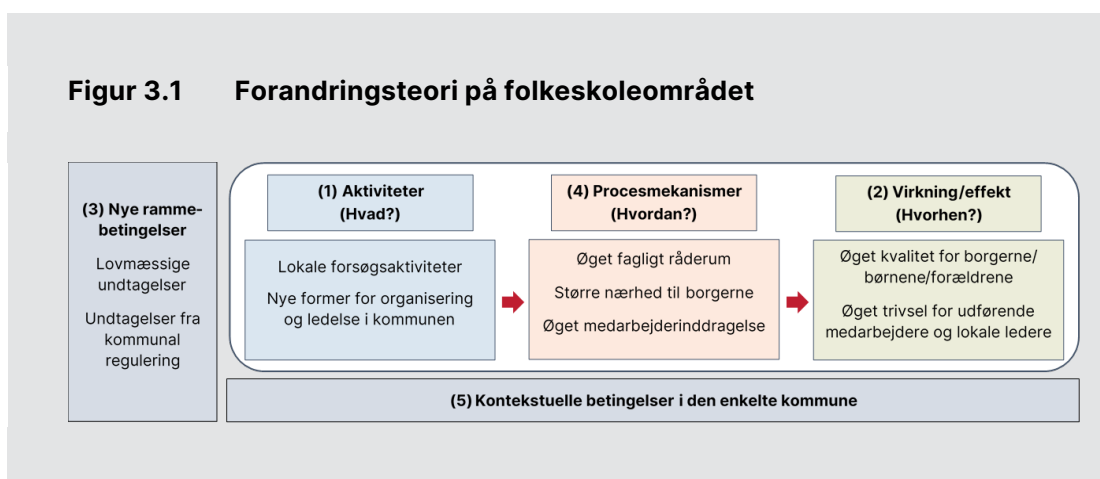 Figur 3.1 Forandringsteori på folkeskoleområdet
(3) Nye ramme-
betingelser
Lovmæssige
undtagelser
Undtagelser fra
kommunal
regulering
(1) Aktiviteter
(Hvad?)
Lokale forsøgsaktiviteter
Nye former for organisering
og ledelse i kommunen
(4) Procesmekanismer
(Hvordan?)
Øget fagligt råderum
Større nærhed til borgerne
Øget medarbejderinddragelse
(2) Virkning/effekt
(Hvorhen?)
Øget kvalitet for borgerne/
børnene/forældrene
Øget trivsel for udførende
medarbejdere og lokale ledere
(5) Kontekstuelle betingelser i den enkelte kommune